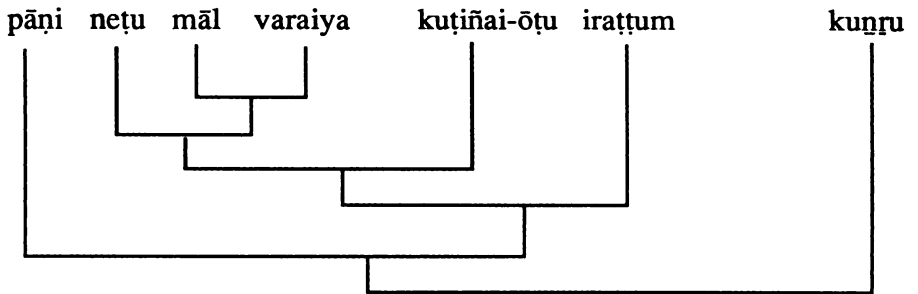 pāṇi neṭu māl varaiya kuṭiñai-ōṭu iraṭṭum kuṉṟu